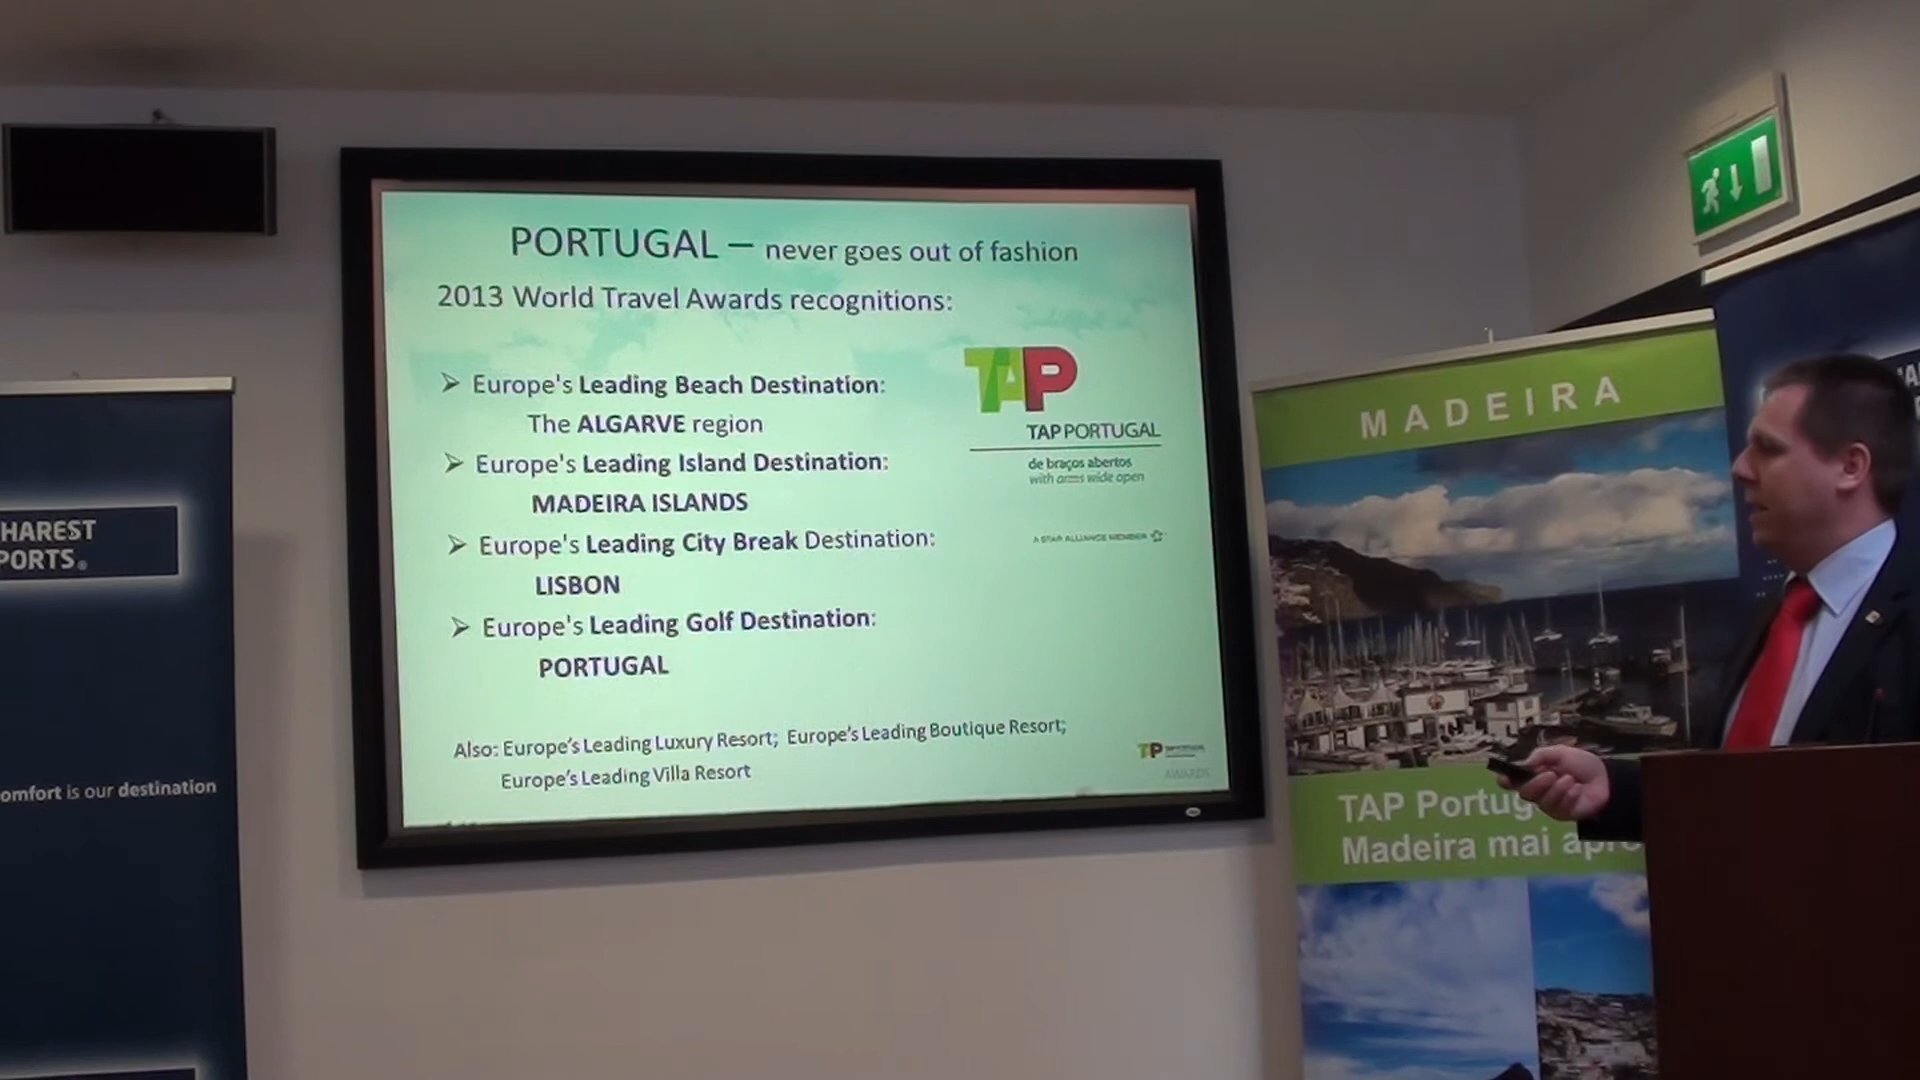 PORTUGAL – never goes out of fashion
2013 World Travel Awards recognitions:
Europe's Leading Beach Destination:
The ALGARVE region
Europe's Leading Island Destination:
MADEIRA ISLANDS
Europe's Leading City Break Destination:
LISBON
Europe's Leading Golf Destination:
PORTUGAL
Also: Europe's Leading Luxury Resort; Europe's Leading Boutique Resort;
Europe's Leading Villa Resort
TAP
TAP PORTUGAL
de braços abertos
with arms wide open
A STAR ALLIANCE MEMBER
TP
AWARDS
HAREST
PORTS®
omfort is our destination
MADEIRA
TAP Portug
Madeira mai apro